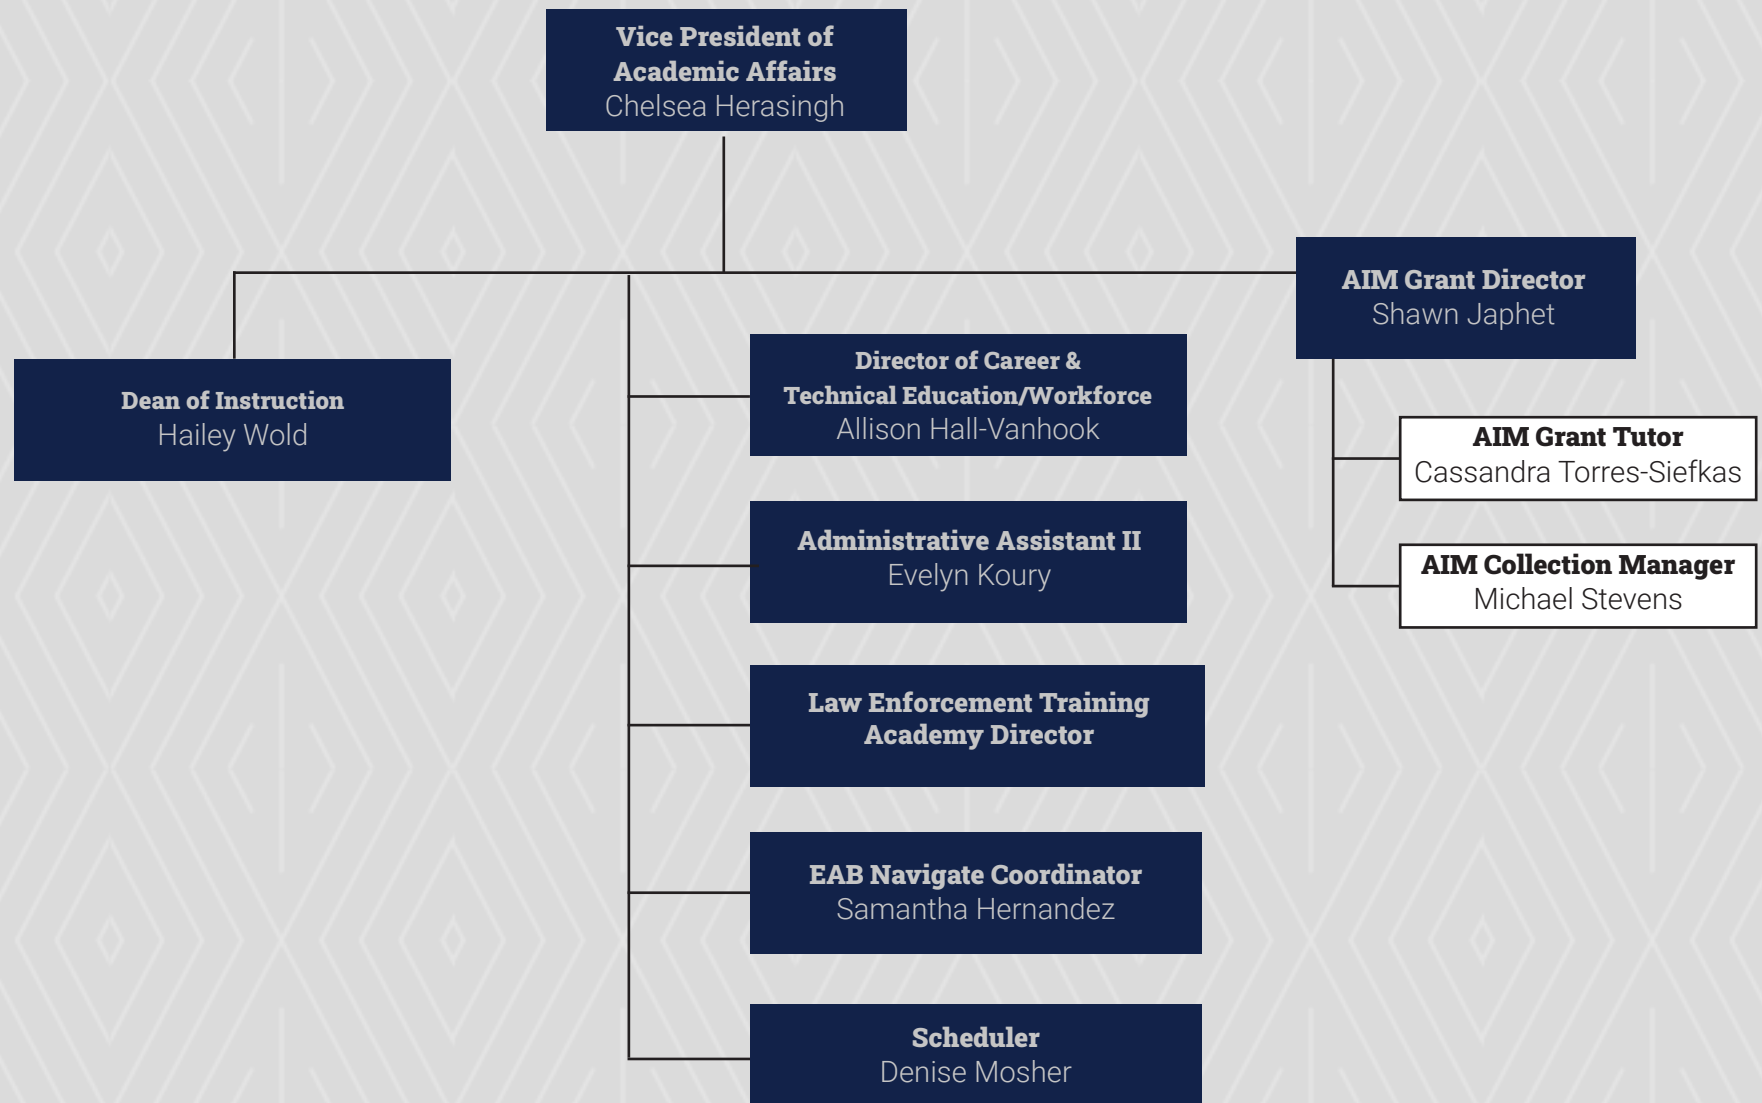 Vice President of
Academic Affairs
Chelsea Herasingh
AIM Grant Director
Shawn Japhet
Dean of Instruction
Hailey Wold
Director of Career &
Technical Education/Workforce
Allison Hall-Vanhook
AIM Grant Tutor
Cassandra Torres-Siefkas
Administrative Assistant II
Evelyn Koury
AIM Collection Manager
Michael Stevens
Law Enforcement Training
Academy Director
EAB Navigate Coordinator
Samantha Hernandez
Scheduler
Denise Mosher